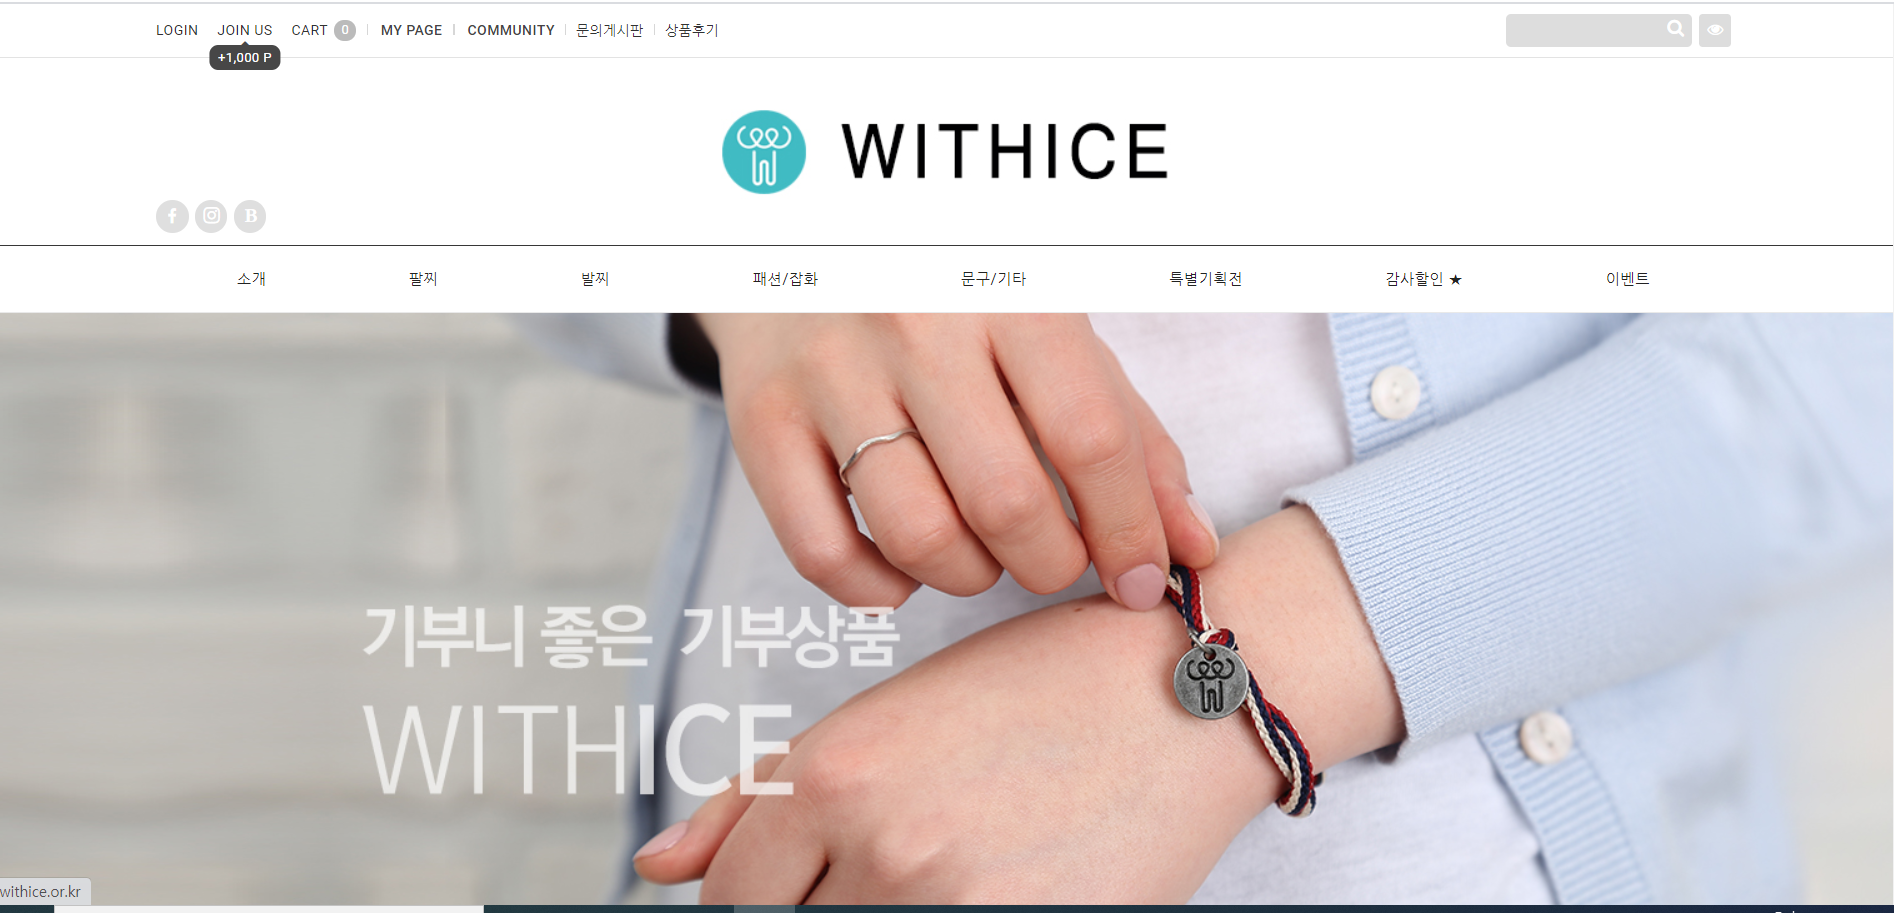 LOGIN JOIN US CART 0 MY PAGE COMMUNITY 문의게시판 상품후기
+1,000 P
WITHICE
B
소개 팔찌 발찌 패션/잡화 문구/기타 특별기획전 감사할인 ★ 이벤트
기부니 좋은 기부상품
WITHICE
withice.or.kr